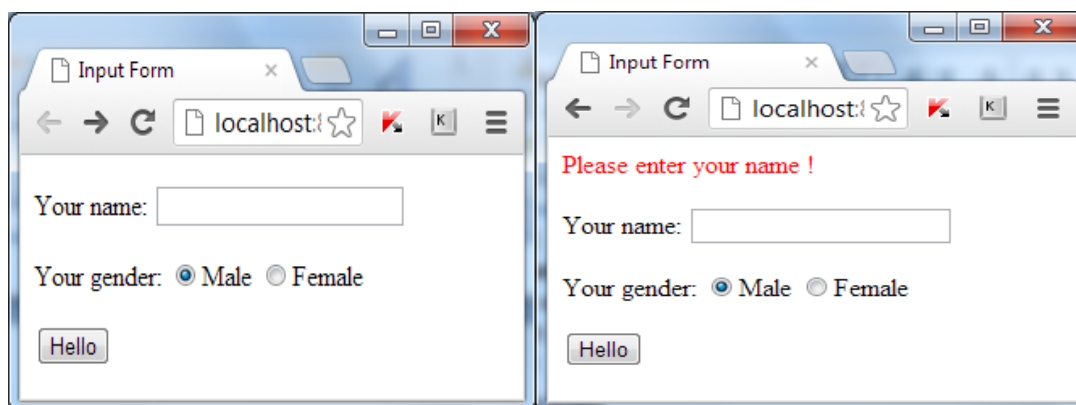 Input Form
localhost:8
Your name:
Your gender: Male Female
Hello
Input Form
localhost:8
Please enter your name !
Your name:
Your gender: Male Female
Hello